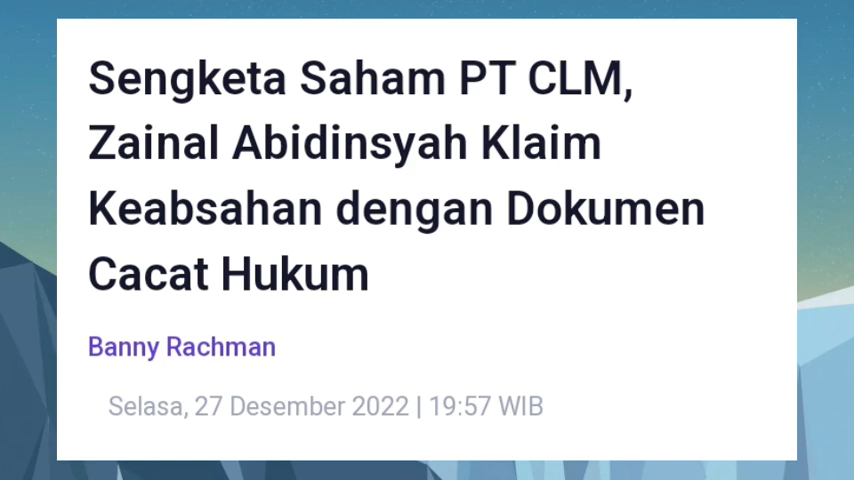 Sengketa Saham PT CLM,
Zainal Abidinsyah Klaim
Keabsahan dengan Dokumen
Cacat Hukum
Banny Rachman
Selasa, 27 Desember 2022 | 19:57 WIB